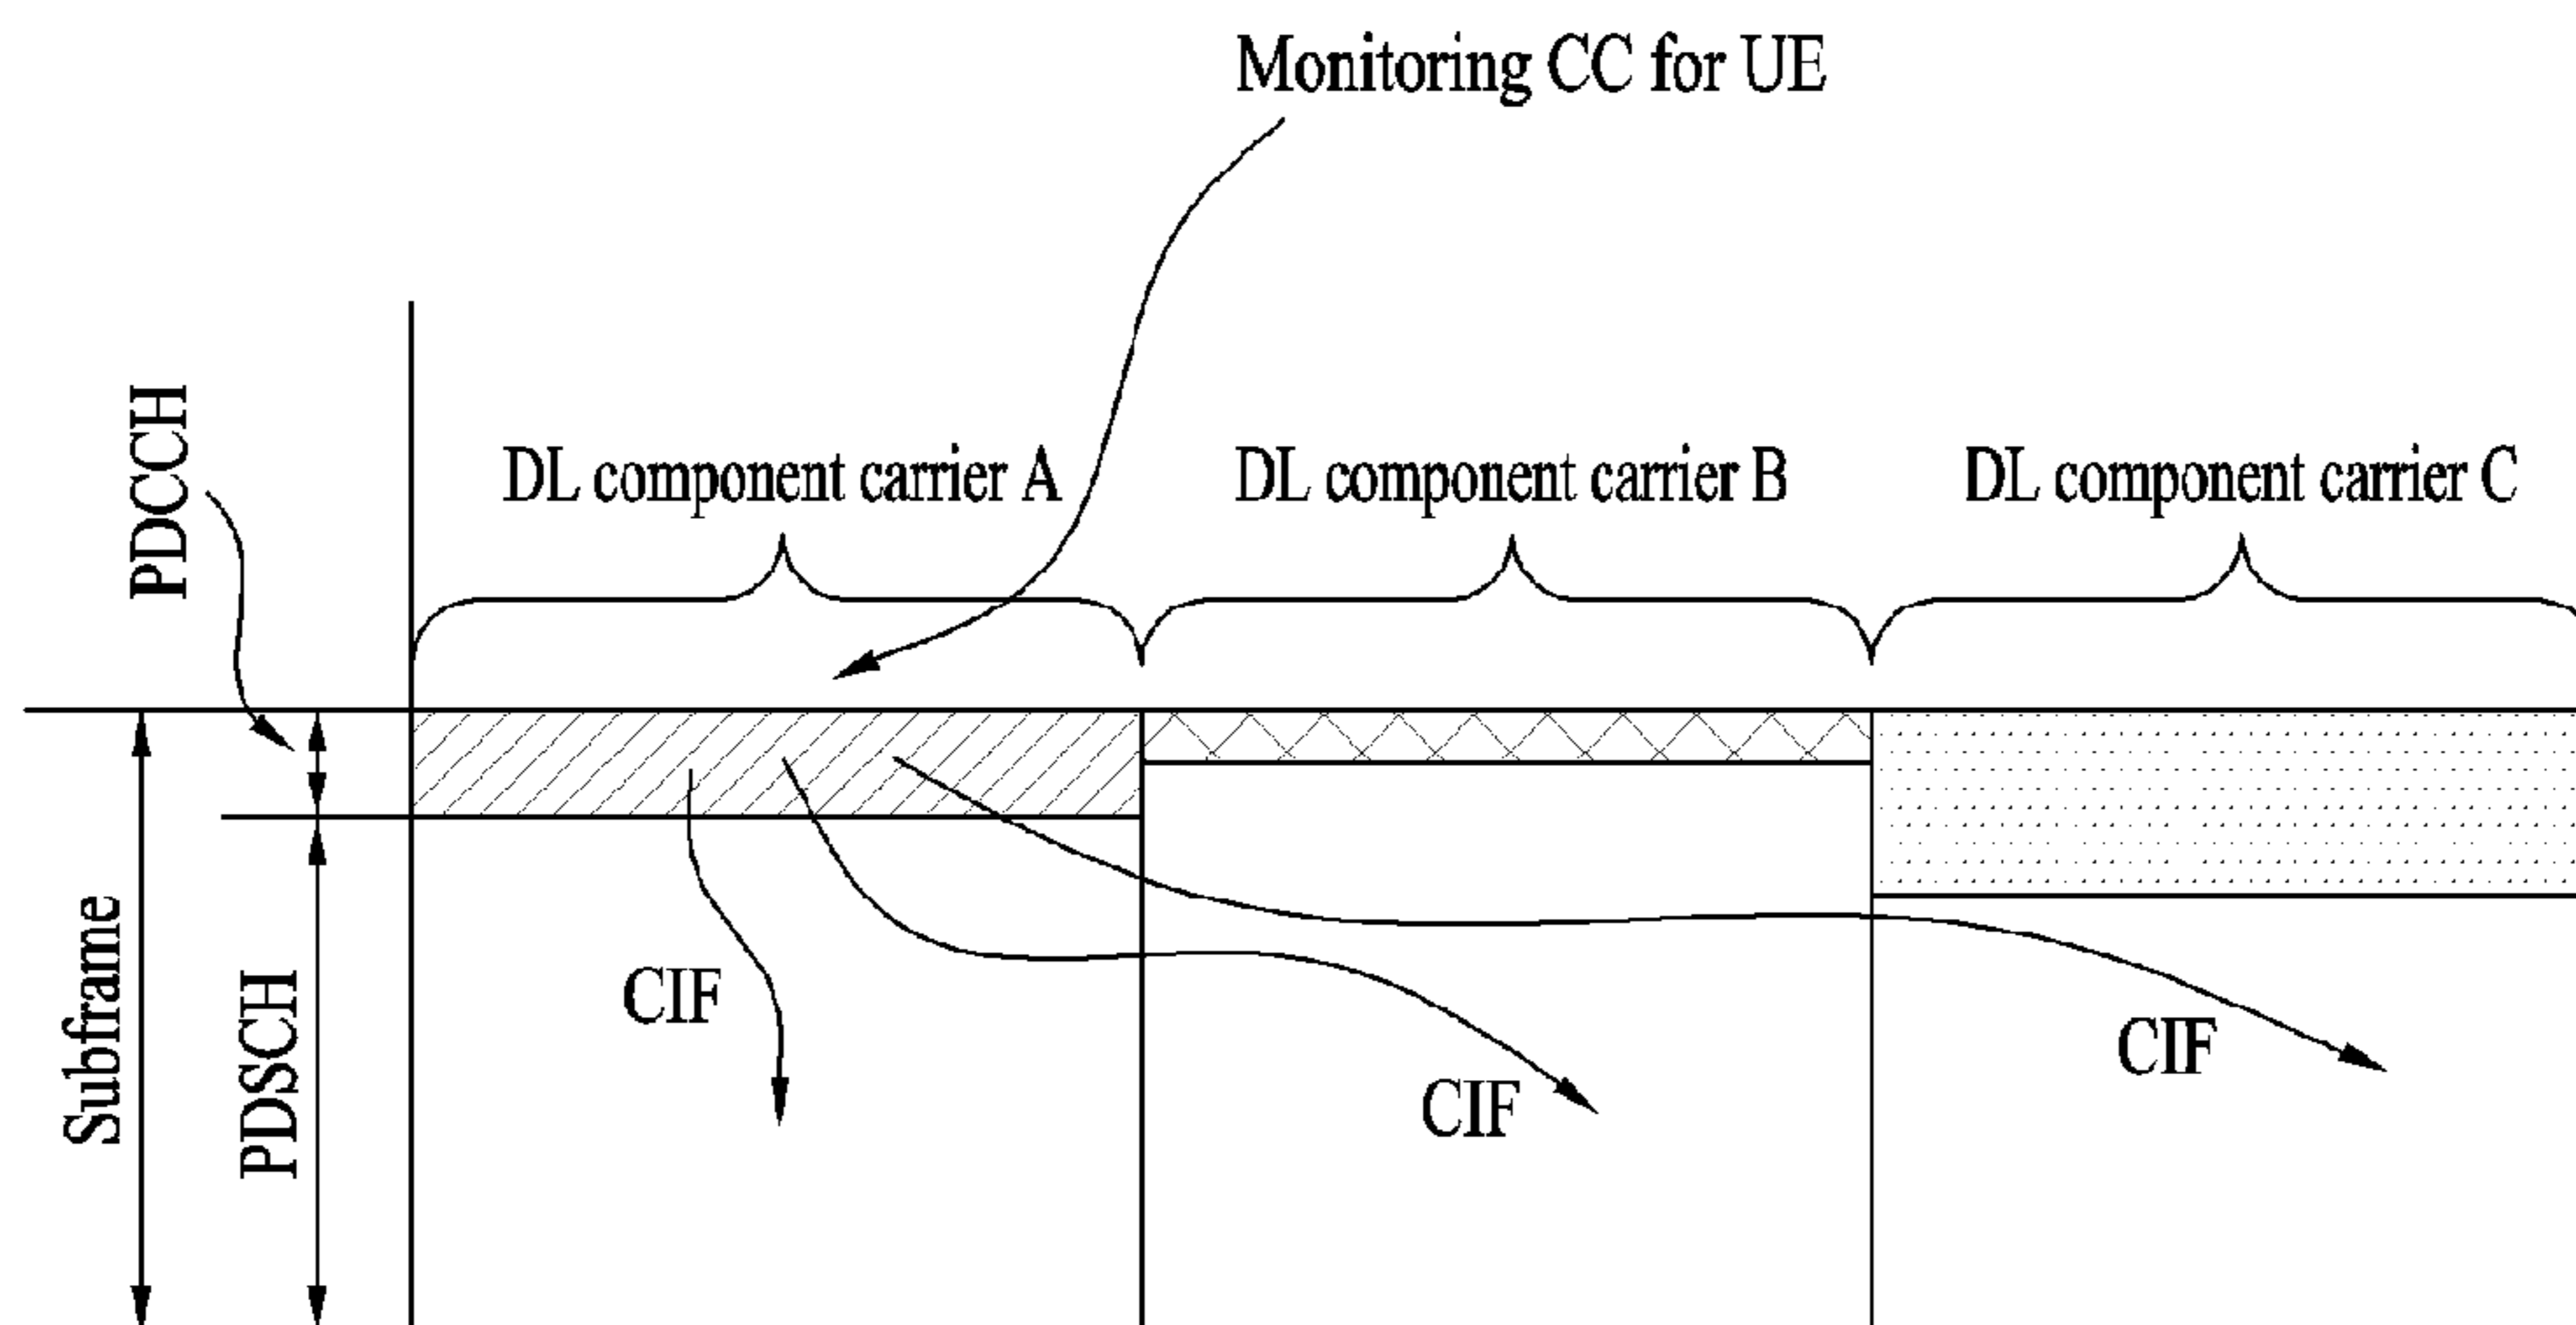 Monitoring CC for UE
PDCCH
DL component carrier A
DL component carrier B
DL component carrier C
Subframe
PDSCH
CIF
CIF
CIF